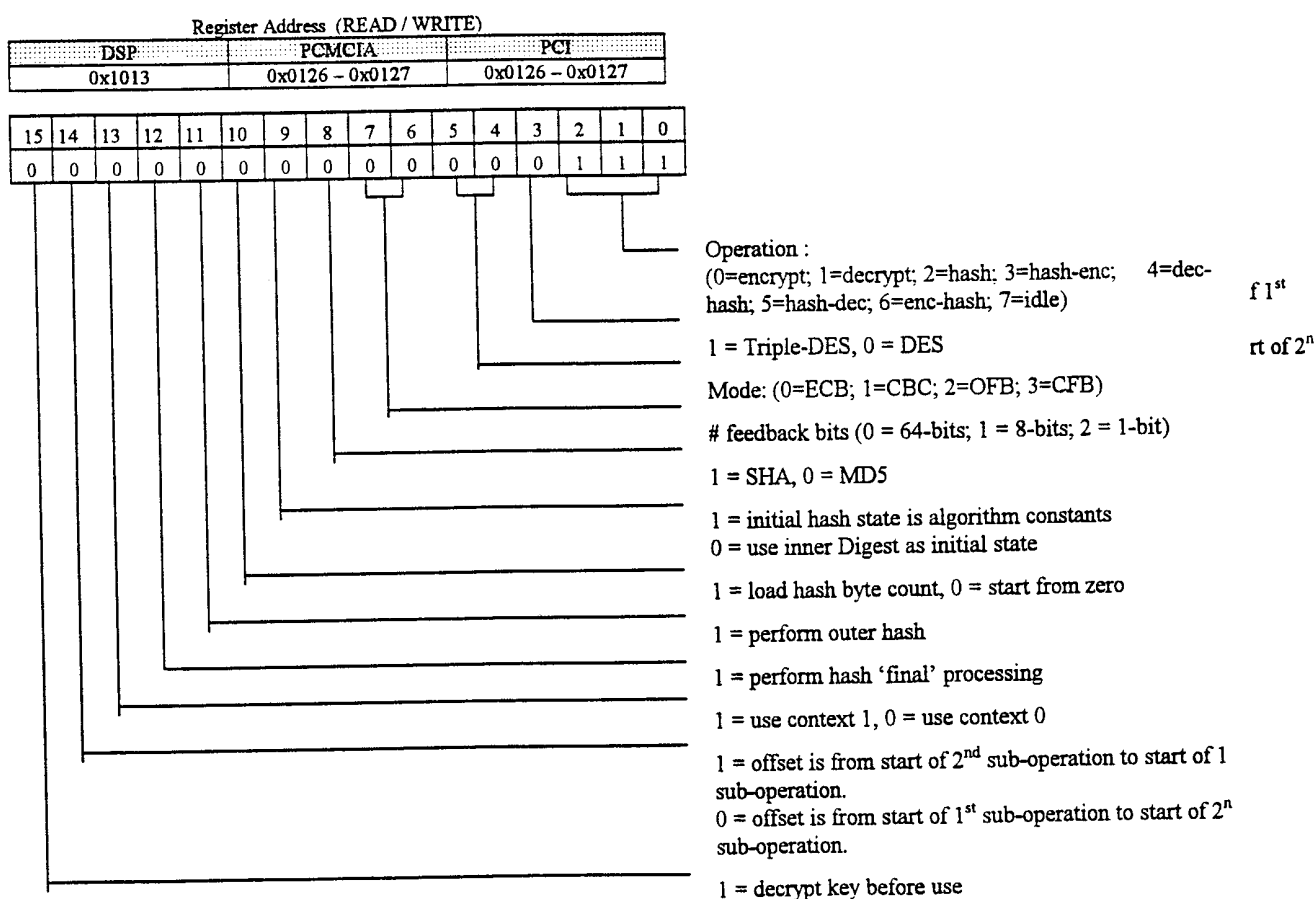 Register Address (READ / WRITE)
DSP PCMCIA PCI
0x1013 0x0126 – 0x0127 0x0126 – 0x0127
15 14 13 12 11 10 9 8 7 6 5 4 3 2 1 0
0 0 0 0 0 0 0 0 0 0 0 0 0 1 1 1
Operation :
(0=encrypt; 1=decrypt; 2=hash; 3=hash-enc; 4=dec-
hash; 5=hash-dec; 6=enc-hash; 7=idle)
f 1st
1 = Triple-DES, 0 = DES
rt of 2n
Mode: (0=ECB; 1=CBC; 2=OFB; 3=CFB)
# feedback bits (0 = 64-bits; 1 = 8-bits; 2 = 1-bit)
1 = SHA, 0 = MD5
1 = initial hash state is algorithm constants
0 = use inner Digest as initial state
1 = load hash byte count, 0 = start from zero
1 = perform outer hash
1 = perform hash ‘final’ processing
1 = use context 1, 0 = use context 0
1 = offset is from start of 2nd sub-operation to start of 1
sub-operation.
0 = offset is from start of 1st sub-operation to start of 2n
sub-operation.
1 = decrypt key before use